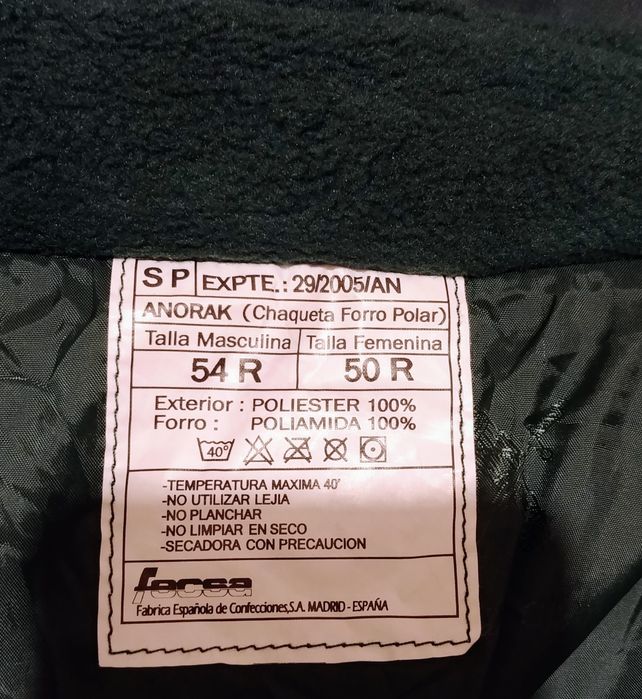 SP EXPTE.: 29/2005/AN
ANORAK (Chaqueta Forro Polar)
Talla Masculina Talla Femenina
54 R 50 R
Exterior : POLIESTER 100%
Forro : POLIAMIDA 100%
40°
-TEMPERATURA MAXIMA 40'
-NO UTILIZAR LEJIA
-NO PLANCHAR
-NO LIMPIAR EN SECO
-SECADORA CON PRECAUCION
fecsa
Fabrica Española de Confecciones,S.A. MADRID - ESPAÑA